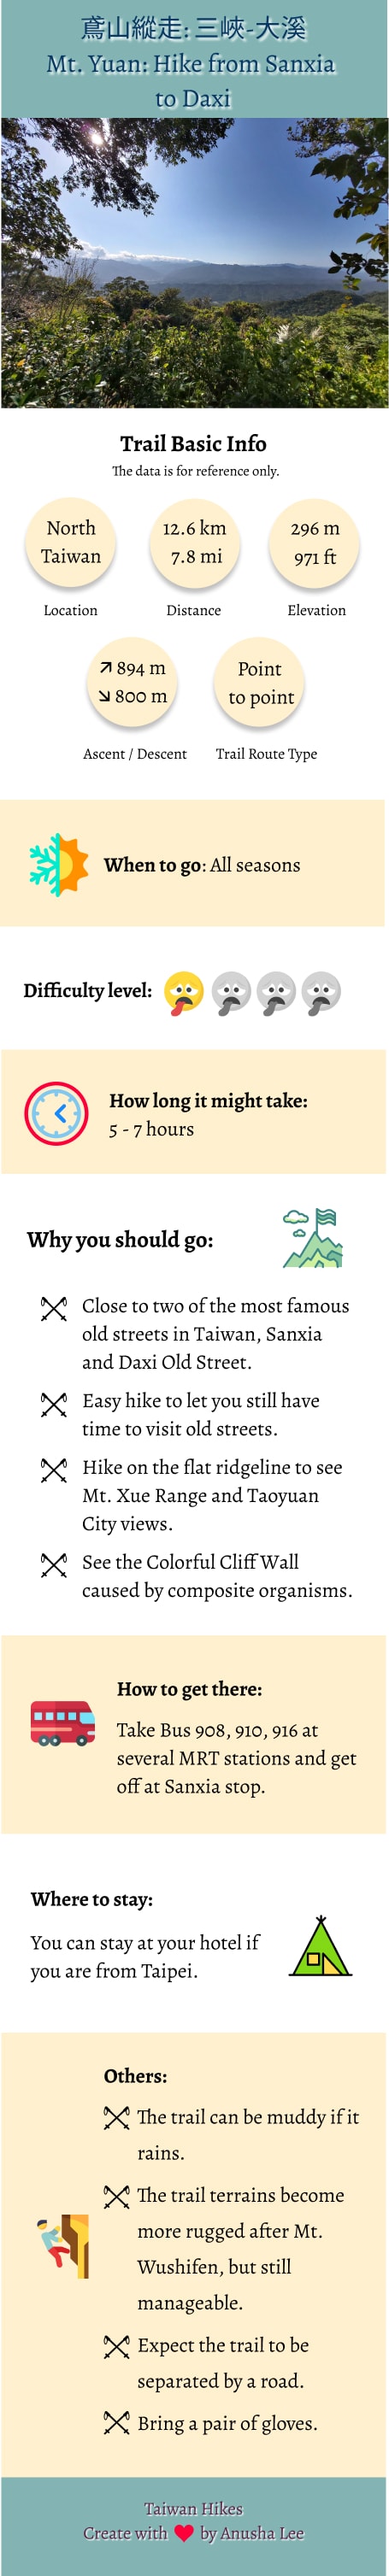 鳶山縱走: 三峽-大溪
Mt. Yuan: Hike from Sanxia
to Daxi
Trail Basic Info
The data is for reference only.
North
Taiwan
12.6 km
7.8 mi
296 m
971 ft
Location
Distance
Elevation
↗ 894 m
↘ 800 m
Point
to point
Ascent / Descent
Trail Route Type
When to go: All seasons
Difficulty level:
How long it might take:
5 - 7 hours
Why you should go:
Close to two of the most famous
old streets in Taiwan, Sanxia
and Daxi Old Street.
Easy hike to let you still have
time to visit old streets.
Hike on the flat ridgeline to see
Mt. Xue Range and Taoyuan
City views.
See the Colorful Cliff Wall
caused by composite organisms.
How to get there:
Take Bus 908, 910, 916 at
several MRT stations and get
off at Sanxia stop.
Where to stay:
You can stay at your hotel if
you are from Taipei.
Others:
The trail can be muddy if it
rains.
The trail terrains become
more rugged after Mt.
Wushifen, but still
manageable.
Expect the trail to be
separated by a road.
Bring a pair of gloves.
Taiwan Hikes
Create with ❤ by Anusha Lee